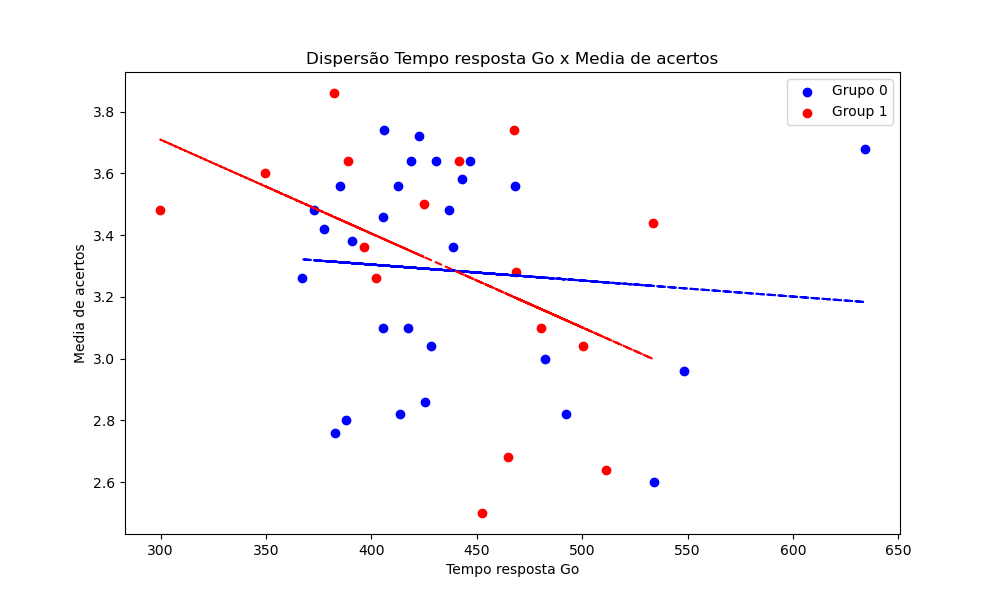 Dispersão Tempo resposta Go x Media de acertos
Grupo 0
Group 1
Media de acertos
3.8
3.6
3.4
3.2
3.0
2.8
2.6
300 350 400 450 500 550 600 650
Tempo resposta Go